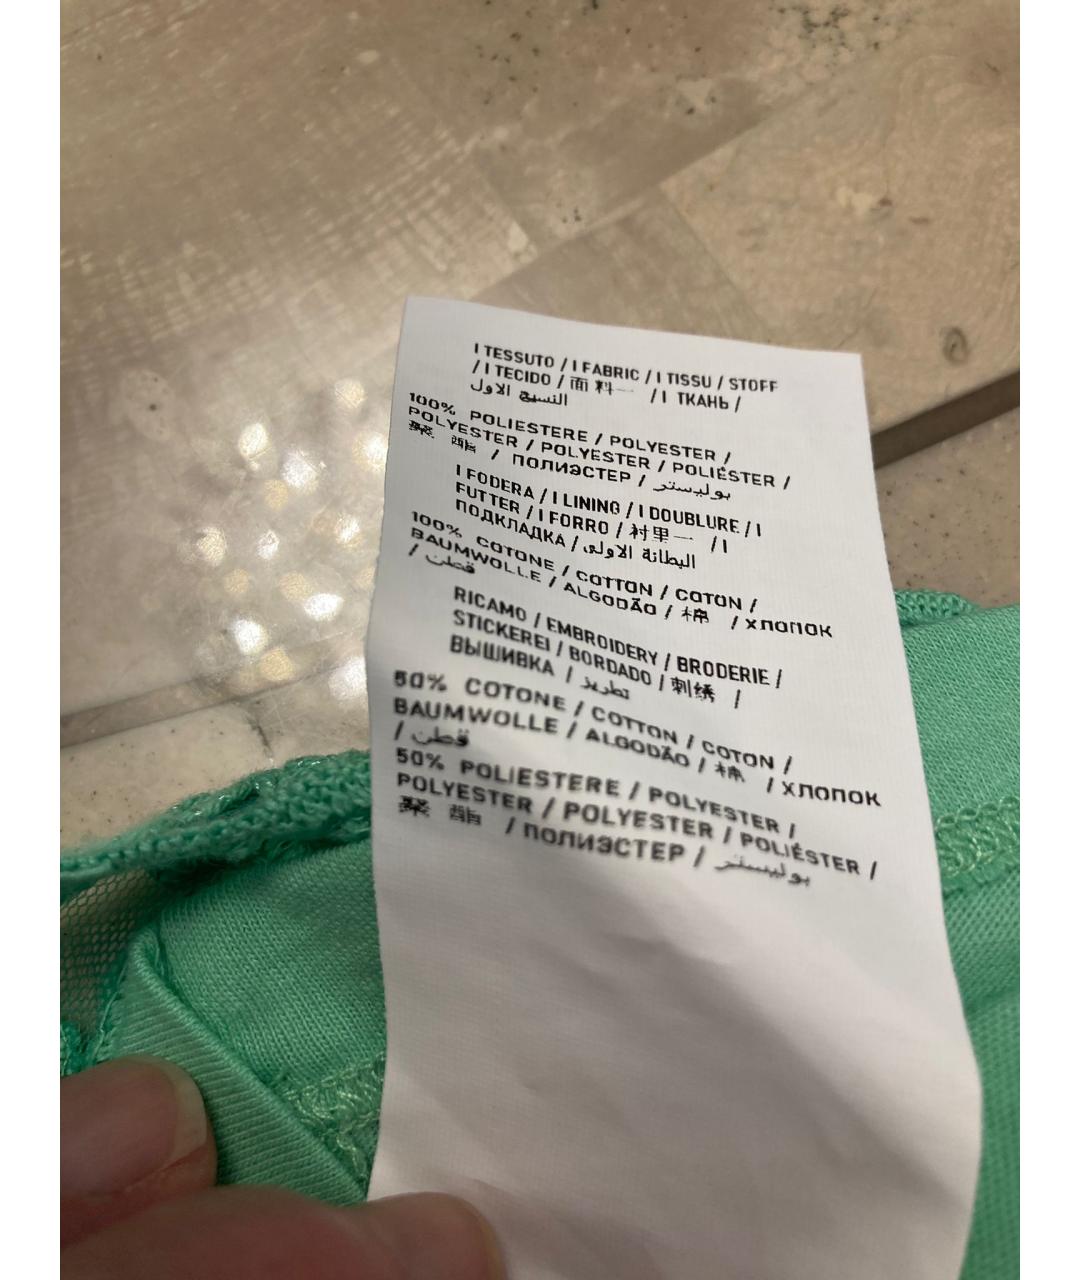 I TESSUTO / I FABRIC / I TISSU / STOFF
/ I TECIDO / 面料一 / I ТКАНЬ /
النسيج الاول
100% POLIESTERE / POLYESTER /
POLYESTER / POLYESTER / POLIÉSTER /
聚酯 / ПОЛИЭСТЕР / بوليستر
I FODERA / I LINING / I DOUBLURE / I
FUTTER / I FORRO / 衬里一 / I
ПОДКЛАДКА / البطانة الاولى
100% COTONE / COTTON / COTON /
BAUMWOLLE / ALGODÃO / 棉 / ХЛОПОК
/ قطن
RICAMO / EMBROIDERY / BRODERIE /
STICKEREI / BORDADO / 刺绣 /
ВЫШИВКА / تطريز
50% COTONE / COTTON / COTON /
BAUMWOLLE / ALGODÃO / 棉 / ХЛОПОК
/ قطن
50% POLIESTERE / POLYESTER /
POLYESTER / POLYESTER / POLIÉSTER /
聚酯 / ПОЛИЭСТЕР / بوليستر